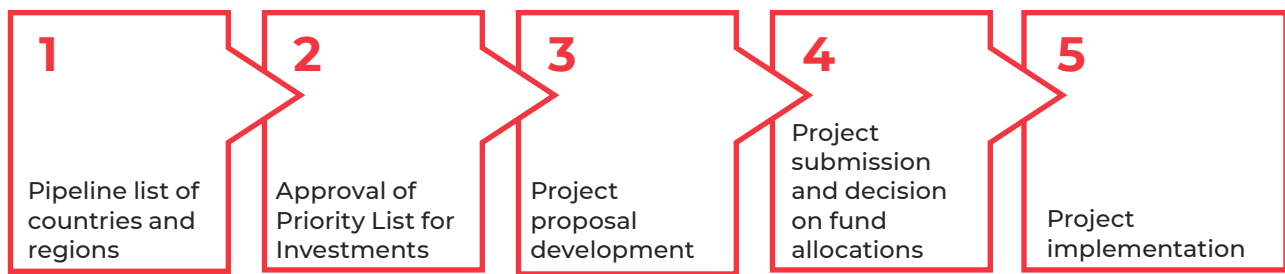 1
Pipeline list of
countries and
regions
2
Approval of
Priority List for
Investments
3
Project
proposal
development
4
Project
submission
and decision
on fund
allocations
5
Project
implementation